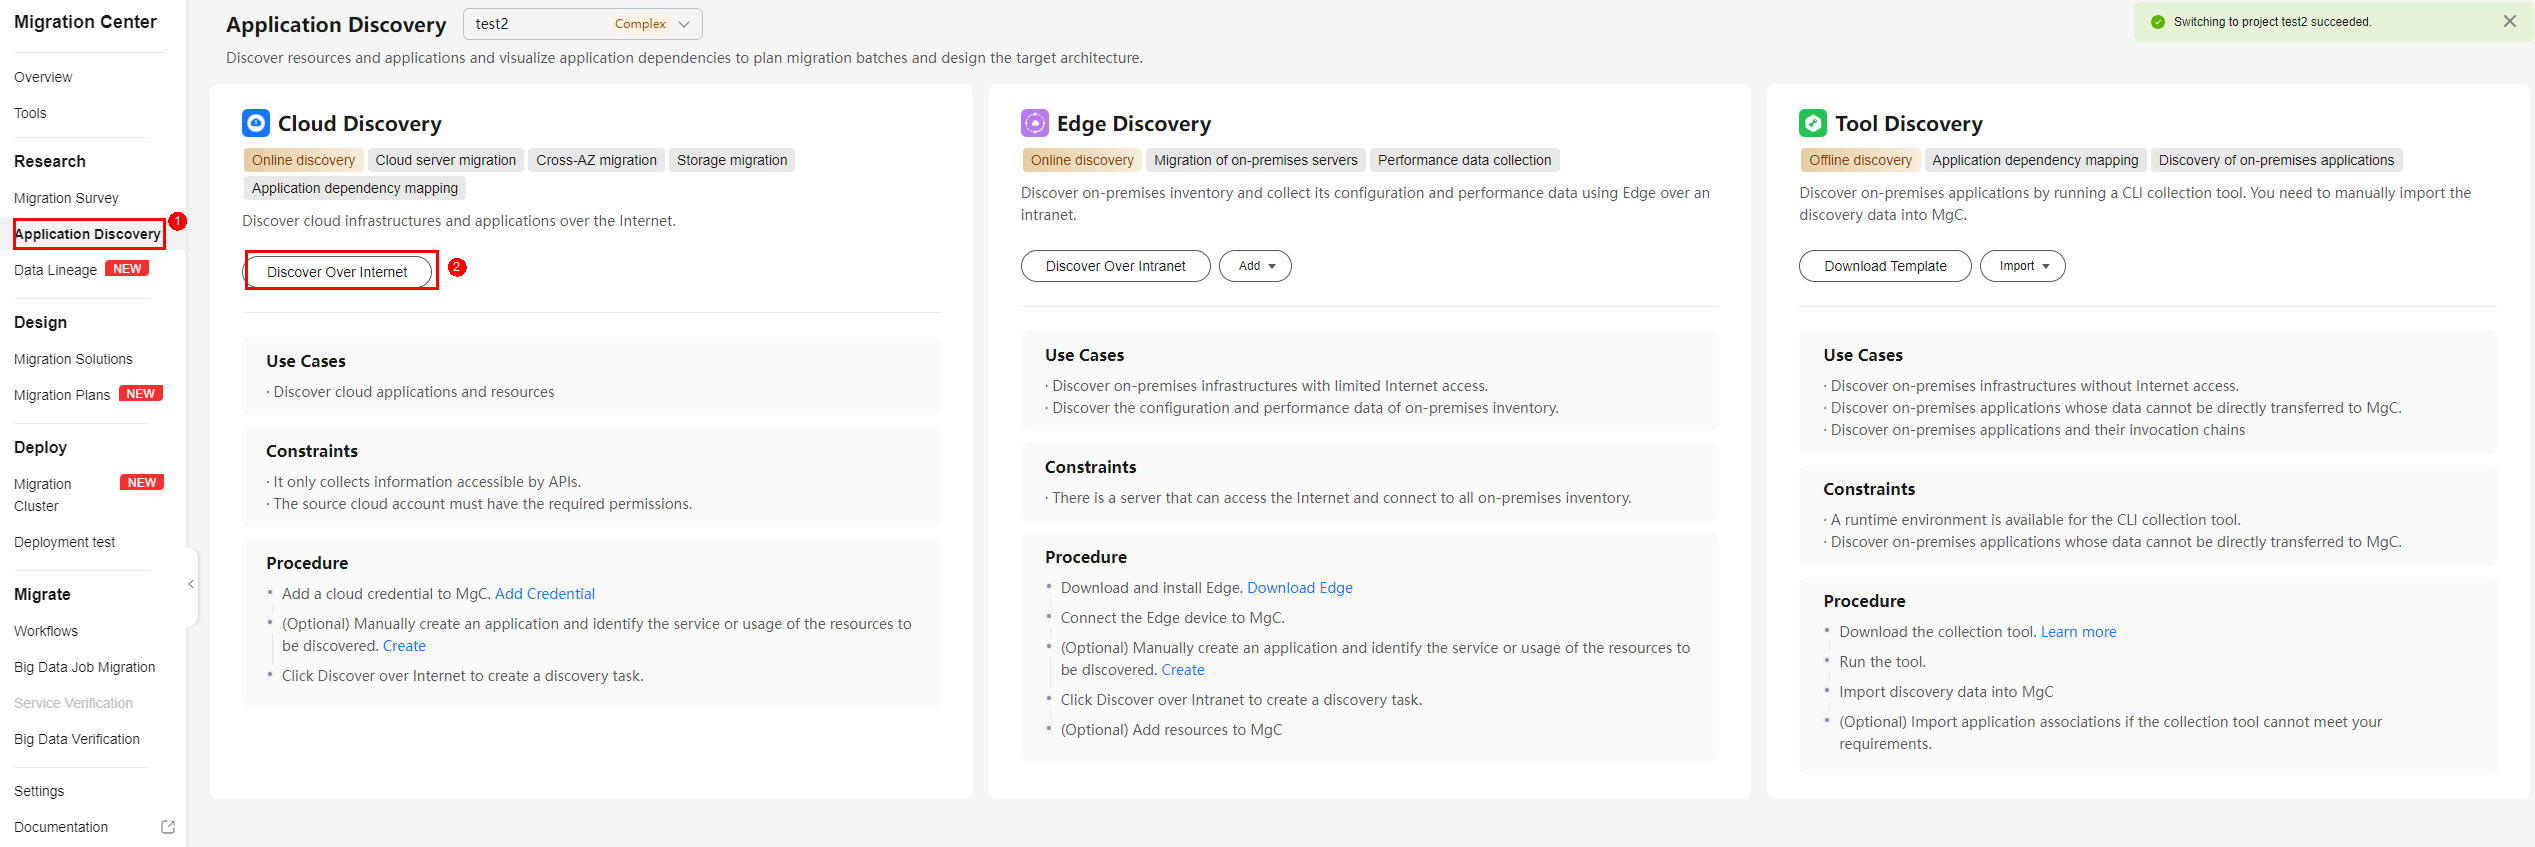 Migration Center
Overview
Tools
Research
Migration Survey
Application Discovery
1
Data Lineage NEW
Design
Migration Solutions
Migration Plans NEW
Deploy
Migration NEW
Cluster
Deployment test
Migrate
Workflows
Big Data Job Migration
Service Verification
Big Data Verification
Settings
Documentation
Application Discovery test2 Complex
Switching to project test2 succeeded.
Discover resources and applications and visualize application dependencies to plan migration batches and design the target architecture.
Cloud Discovery
Online discovery Cloud server migration Cross-AZ migration Storage migration
Application dependency mapping
Discover cloud infrastructures and applications over the Internet.
Discover Over Internet
2
Use Cases
· Discover cloud applications and resources
Constraints
· It only collects information accessible by APIs.
· The source cloud account must have the required permissions.
Procedure
• Add a cloud credential to MgC. Add Credential
• (Optional) Manually create an application and identify the service or usage of the resources to
be discovered. Create
• Click Discover over Internet to create a discovery task.
Edge Discovery
Online discovery Migration of on-premises servers Performance data collection
Discover on-premises inventory and collect its configuration and performance data using Edge over an
intranet.
Discover Over Intranet Add
Use Cases
· Discover on-premises infrastructures with limited Internet access.
· Discover the configuration and performance data of on-premises inventory.
Constraints
· There is a server that can access the Internet and connect to all on-premises inventory.
Procedure
• Download and install Edge. Download Edge
• Connect the Edge device to MgC.
• (Optional) Manually create an application and identify the service or usage of the resources to
be discovered. Create
• Click Discover over Intranet to create a discovery task.
• (Optional) Add resources to MgC
Tool Discovery
Offline discovery Application dependency mapping Discovery of on-premises applications
Discover on-premises applications by running a CLI collection tool. You need to manually import the
discovery data into MgC.
Download Template Import
Use Cases
· Discover on-premises infrastructures without Internet access.
· Discover on-premises applications whose data cannot be directly transferred to MgC.
· Discover on-premises applications and their invocation chains
Constraints
· A runtime environment is available for the CLI collection tool.
· Discover on-premises applications whose data cannot be directly transferred to MgC.
Procedure
• Download the collection tool. Learn more
• Run the tool.
• Import discovery data into MgC
• (Optional) Import application associations if the collection tool cannot meet your
requirements.